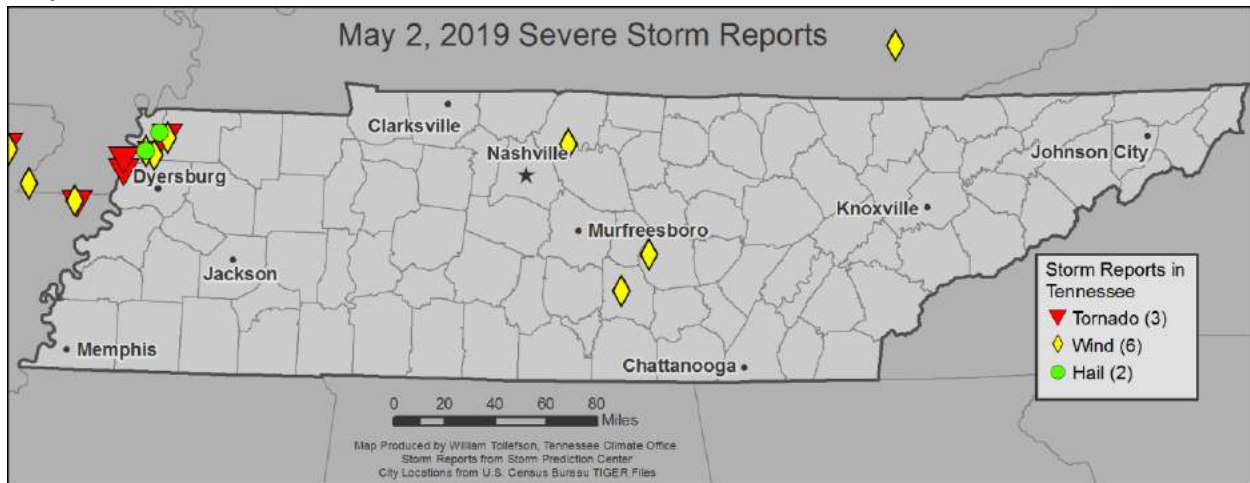 May 2, 2019 Severe Storm Reports
Clarksville
Nashville
Johnson City
Dyersburg
Knoxville
Murfreesboro
Jackson
Storm Reports in
Tennessee
Tornado (3)
Wind (6)
Hail (2)
Memphis
Chattanooga
0 20 40 60 80
Miles
Map Produced by William Tollefson, Tennessee Climate Office.
Storm Reports from Storm Prediction Center
City Locations from U.S. Census Bureau TIGER Files